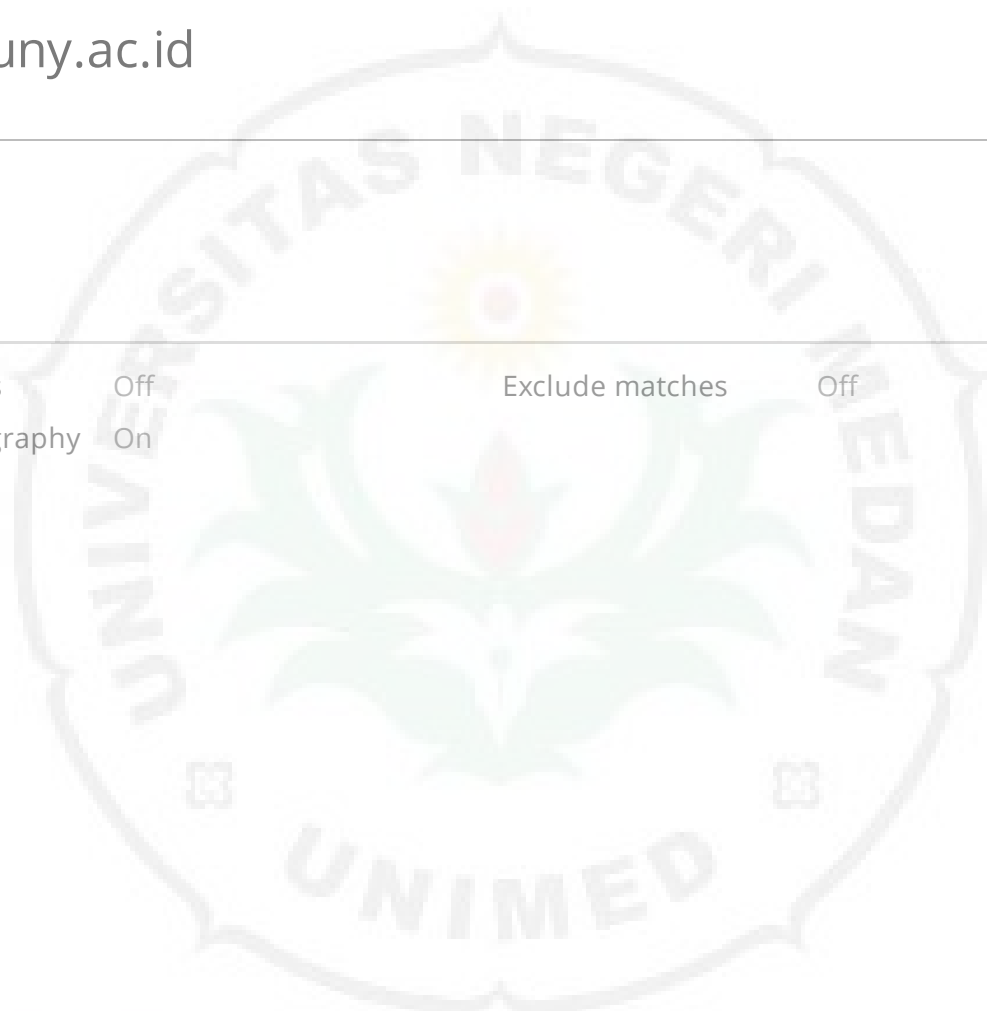 uny.ac.id
UNIVERSITAS NEGERI MEDAN
s Off Exclude matches Off
graphy On
UNIMED